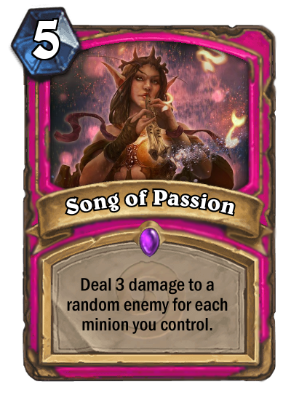 5
Song of Passion
Deal 3 damage to a
random enemy for each
minion you control.